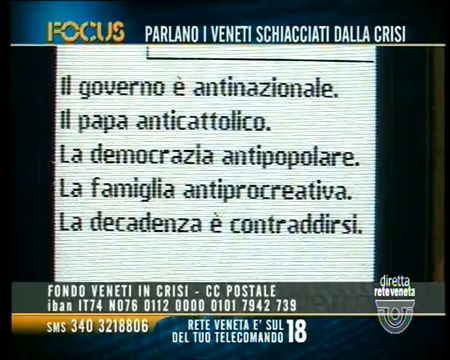 FOCUS PARLANO I VENETI SCHIACCIATI DALLA CRISI
Il governo è antinazionale.
Il papa anticattolico.
La democrazia antipopolare.
La famiglia antiprocreativa.
La decadenza è contraddirsi.
FONDO VENETI IN CRISI - CC POSTALE
iban IT74 N076 0112 0000 0101 7942 739
diretta
reteveneta
SMS 340 3218806
RETE VENETA E' SUL
DEL TUO TELECOMANDO 18